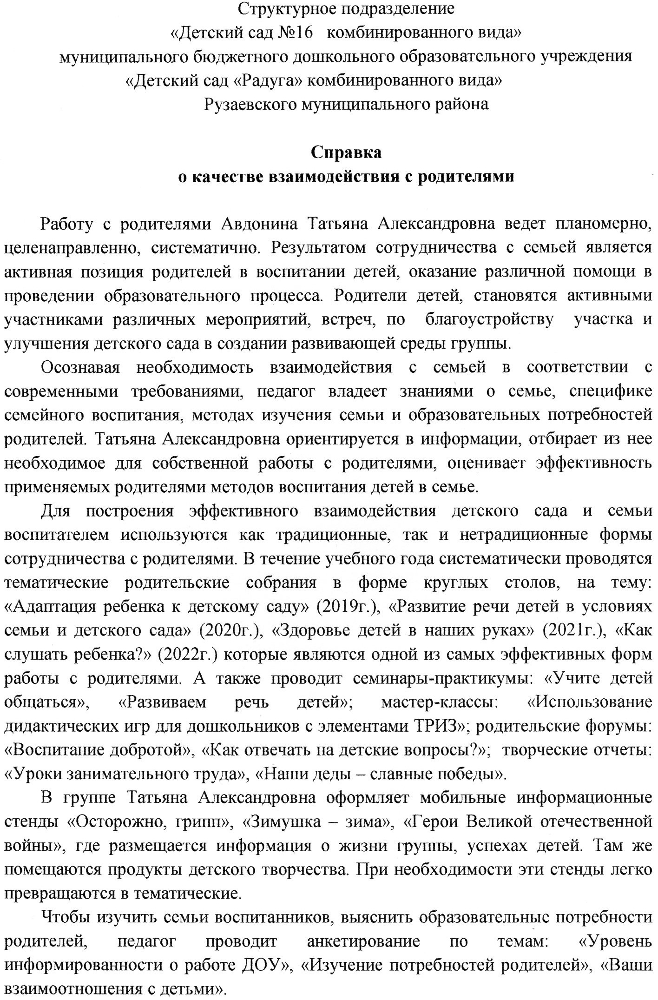 Структурное подразделение
«Детский сад №16 комбинированного вида»
муниципального бюджетного дошкольного образовательного учреждения
«Детский сад «Радуга» комбинированного вида»
Рузаевского муниципального района
Справка
о качестве взаимодействия с родителями
Работу с родителями Авдонина Татьяна Александровна ведет планомерно,
целенаправленно, систематично. Результатом сотрудничества с семьей является
активная позиция родителей в воспитании детей, оказание различной помощи в
проведении образовательного процесса. Родители детей, становятся активными
участниками различных мероприятий, встреч, по благоустройству участка и
улучшения детского сада в создании развивающей среды группы.
Осознавая необходимость взаимодействия с семьей в соответствии с
современными требованиями, педагог владеет знаниями о семье, специфике
семейного воспитания, методах изучения семьи и образовательных потребностей
родителей. Татьяна Александровна ориентируется в информации, отбирает из нее
необходимое для собственной работы с родителями, оценивает эффективность
применяемых родителями методов воспитания детей в семье.
Для построения эффективного взаимодействия детского сада и семьи
воспитателем используются как традиционные, так и нетрадиционные формы
сотрудничества с родителями. В течение учебного года систематически проводятся
тематические родительские собрания в форме круглых столов, на тему:
«Адаптация ребенка к детскому саду» (2019г.), «Развитие речи детей в условиях
семьи и детского сада» (2020г.), «Здоровье детей в наших руках» (2021г.), «Как
слушать ребенка?» (2022г.) которые являются одной из самых эффективных форм
работы с родителями. А также проводит семинары-практикумы: «Учите детей
общаться», «Развиваем речь детей»; мастер-классы: «Использование
дидактических игр для дошкольников с элементами ТРИЗ»; родительские форумы:
«Воспитание добротой», «Как отвечать на детские вопросы?»; творческие отчеты:
«Уроки занимательного труда», «Наши деды – славные победы».
В группе Татьяна Александровна оформляет мобильные информационные
стенды «Осторожно, грипп», «Зимушка – зима», «Герои Великой отечественной
войны», где размещается информация о жизни группы, успехах детей. Там же
помещаются продукты детского творчества. При необходимости эти стенды легко
превращаются в тематические.
Чтобы изучить семьи воспитанников, выяснить образовательные потребности
родителей, педагог проводит анкетирование по темам: «Уровень
информированности о работе ДОУ», «Изучение потребностей родителей», «Ваши
взаимоотношения с детьми».